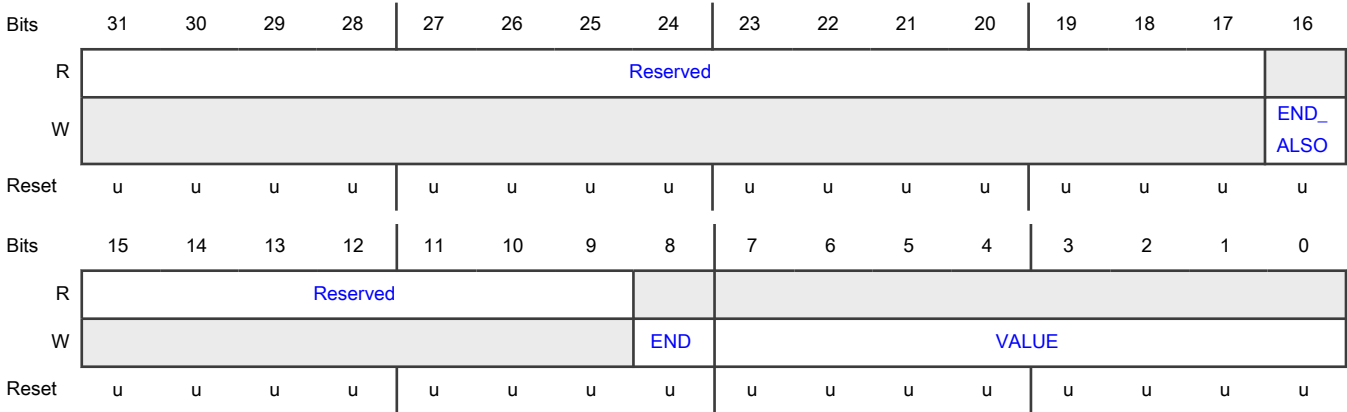 Bits 31 30 29 28 27 26 25 24 23 22 21 20 19 18 17 16
R Reserved
W END_
ALSO
Reset u u u u u u u u u u u u u u u u
Bits 15 14 13 12 11 10 9 8 7 6 5 4 3 2 1 0
R Reserved
W END VALUE
Reset u u u u u u u u u u u u u u u u